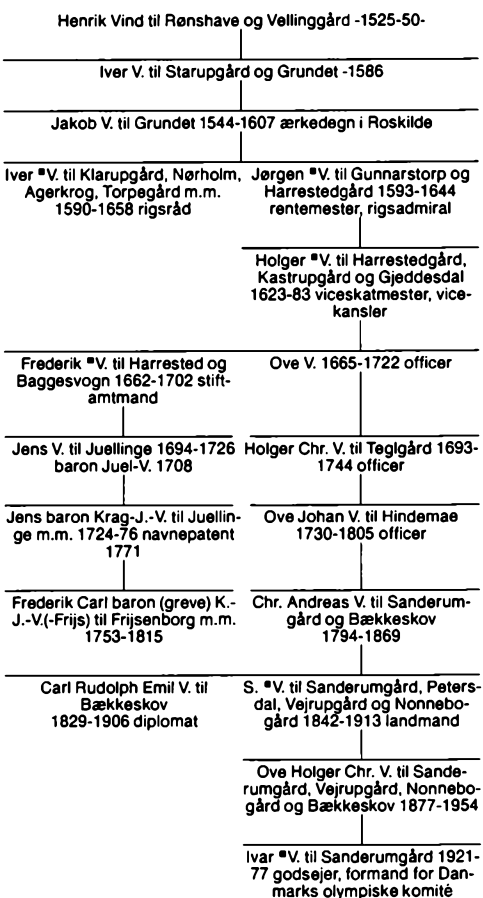 Henrik Vind til Rønshave og Vellinggård -1525-50-
Iver V. til Starupgård og Grundet -1586
Jakob V. til Grundet 1544-1607 ærkedegn i Roskilde
Iver ▪V. til Klarupgård, Nørholm,
Agerkrog, Torpegård m.m.
1590-1658 rigsråd
Jørgen ▪V. til Gunnarstorp og
Harrestedgård 1593-1644
rentemester, rigsadmiral
Holger ▪V. til Harrestedgård,
Kastrupgård og Gjeddesdal
1623-83 viceskatmester, vice-
kansler
Frederik ▪V. til Harrested og
Baggesvogn 1662-1702 stift-
amtmand
Ove V. 1665-1722 officer
Jens V. til Juellinge 1694-1726
baron Juel-V. 1708
Holger Chr. V. til Teglgård 1693-
1744 officer
Jens baron Krag-J.-V. til Juellin-
ge m.m. 1724-76 navnepatent
1771
Ove Johan V. til Hindemae
1730-1805 officer
Frederik Carl baron (greve) K.-
J.-V.(-Frijs) til Frijsenborg m.m.
1753-1815
Chr. Andreas V. til Sanderum-
gård og Bækkeskov
1794-1869
Carl Rudolph Emil V. til
Bækkeskov
1829-1906 diplomat
S. ▪V. til Sanderumgård, Peters-
dal, Vejrupgård og Nonnebo-
gård 1842-1913 landmand
Ove Holger Chr. V. til Sande-
rumgård, Vejrupgård, Nonnebo-
gård og Bækkeskov 1877-1954
Ivar ▪V. til Sanderumgård 1921-
77 godsejer, formand for Dan-
marks olympiske komité